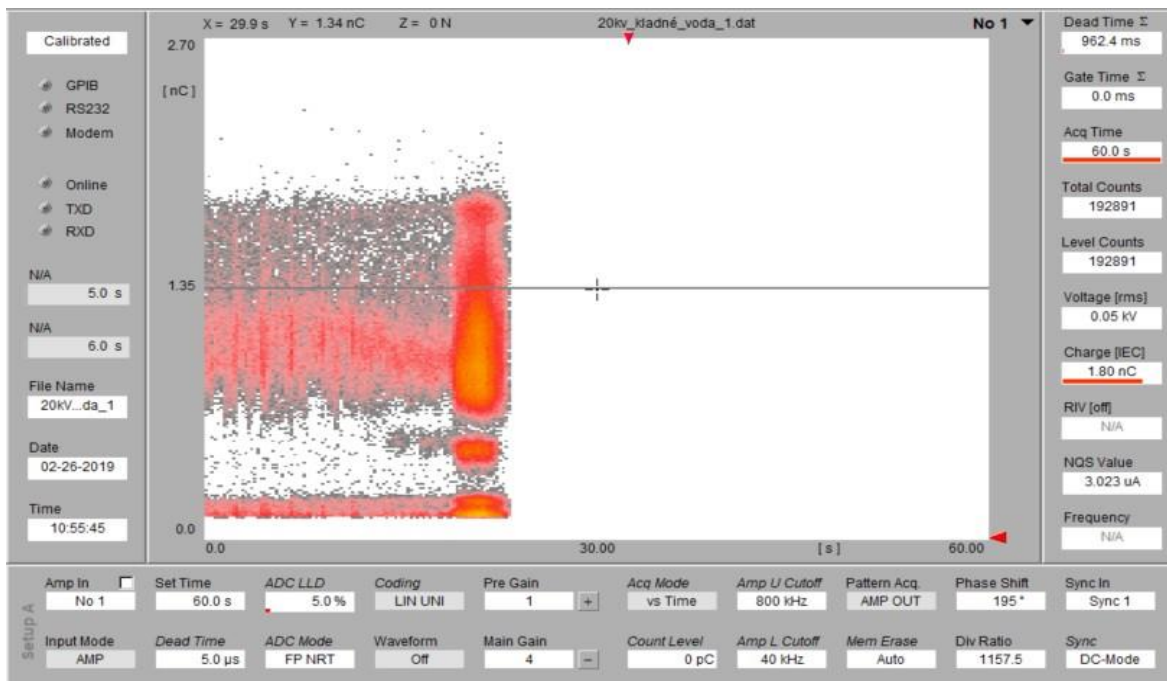 X = 29.9 s Y = 1.34 nC Z = 0 N 20kv_kladné_voda_1.dat No 1
Calibrated
GPIB
RS232
Modem
Online
TXD
RXD
N/A
5.0 s
N/A
6.0 s
File Name
20kV...da_1
Date
02-26-2019
Time
10:55:45
2.70
[nC]
1.35
0.0
0.0 30.00 [s] 60.00
Dead Time Σ
962.4 ms
Gate Time Σ
0.0 ms
Acq Time
60.0 s
Total Counts
192891
Level Counts
192891
Voltage [rms]
0.05 kV
Charge [IEC]
1.80 nC
RIV [off]
N/A
NQS Value
3.023 uA
Frequency
N/A
Setup A
Amp In Set Time ADC LLD Coding Pre Gain Acq Mode Amp U Cutoff Pattern Acq. Phase Shift Sync In
No 1 60.0 s 5.0 % LIN UNI 1 + vs Time 800 kHz AMP OUT 195 ° Sync 1
Input Mode Dead Time ADC Mode Waveform Main Gain Count Level Amp L Cutoff Mem Erase Div Ratio Sync
AMP 5.0 µs FP NRT Off 4 - 0 pC 40 kHz Auto 1157.5 DC-Mode